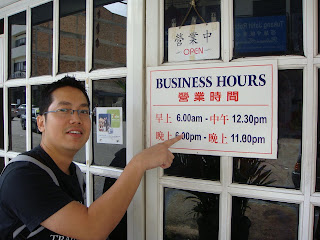 營業中
OPEN
BUSINESS HOURS
營業時間
早上 6.00am - 中午 12.30pm
晚上 6.00pm - 晚上 11.00pm